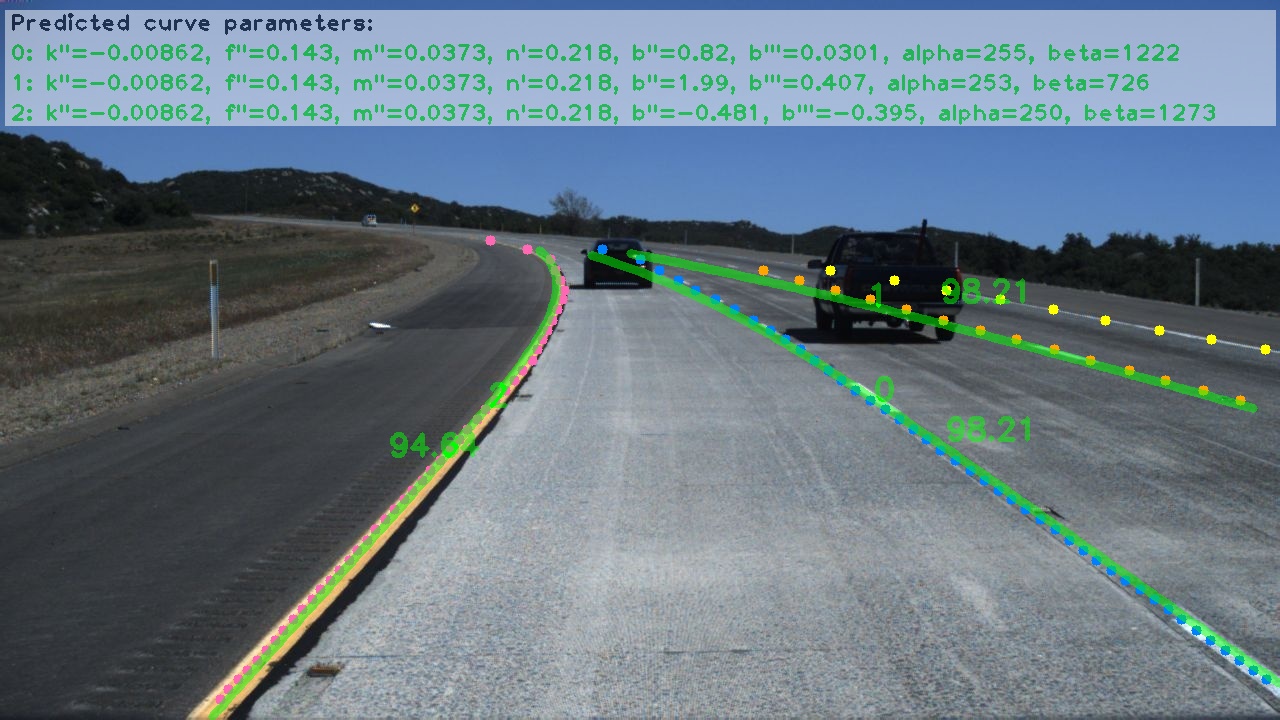 Predicted curve parameters:
0: k''=-0.00862, f''=0.143, m''=0.0373, n'=0.218, b''=0.82, b'''=0.0301, alpha=255, beta=1222
1: k''=-0.00862, f''=0.143, m''=0.0373, n'=0.218, b''=1.99, b'''=0.407, alpha=253, beta=726
2: k''=-0.00862, f''=0.143, m''=0.0373, n'=0.218, b''=-0.481, b'''=-0.395, alpha=250, beta=1273
1 98.21
2 0
94.64 98.21